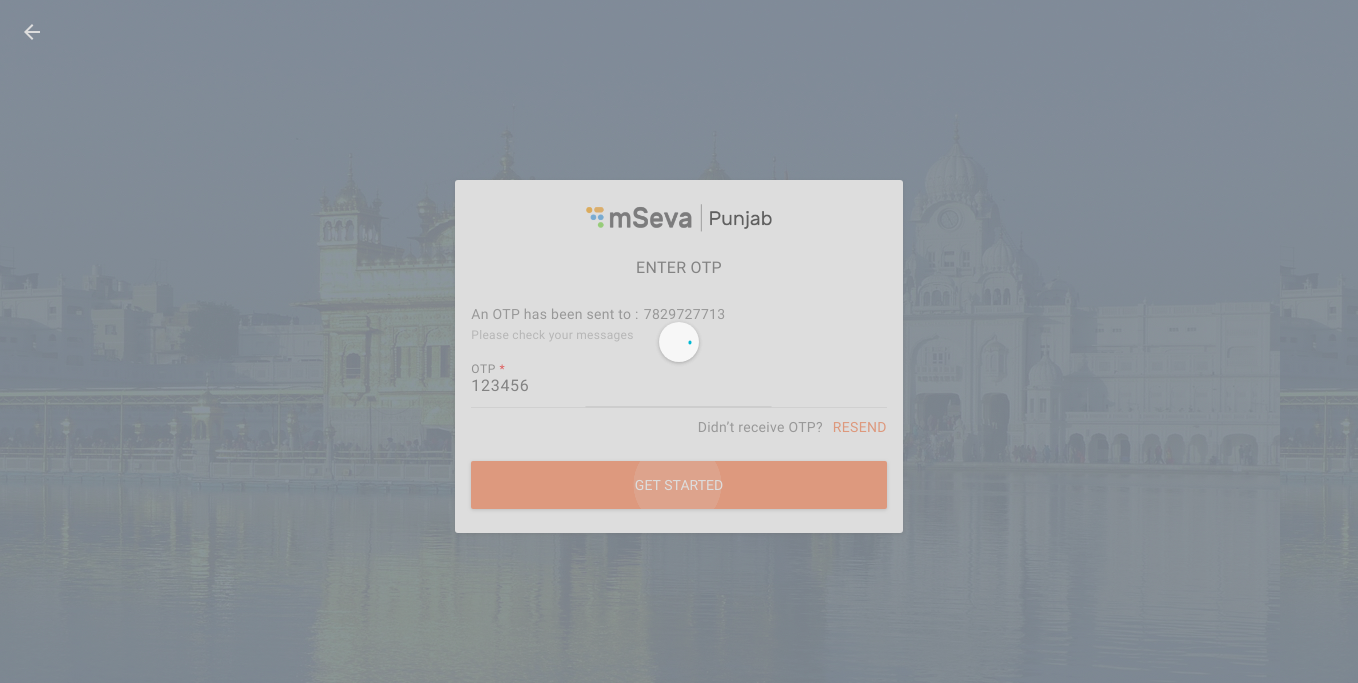 mSeva | Punjab
ENTER OTP
An OTP has been sent to : 7829727713
Please check your messages
OTP *
123456
Didn't receive OTP? RESEND
GET STARTED